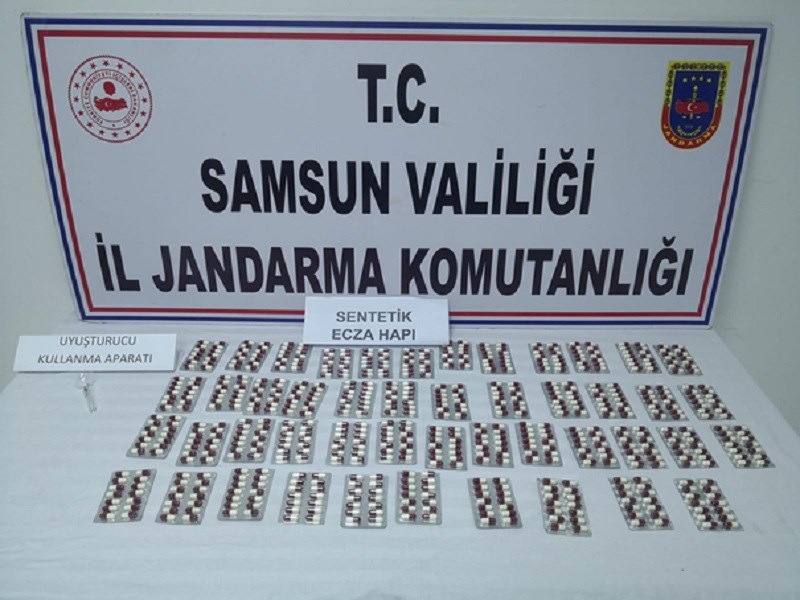 T.C.
SAMSUN VALİLİĞİ
İL JANDARMA KOMUTANLIĞI
SENTETİK
ECZA HAPI
UYUŞTURUCU
KULLANMA APARATI
JANDARMA